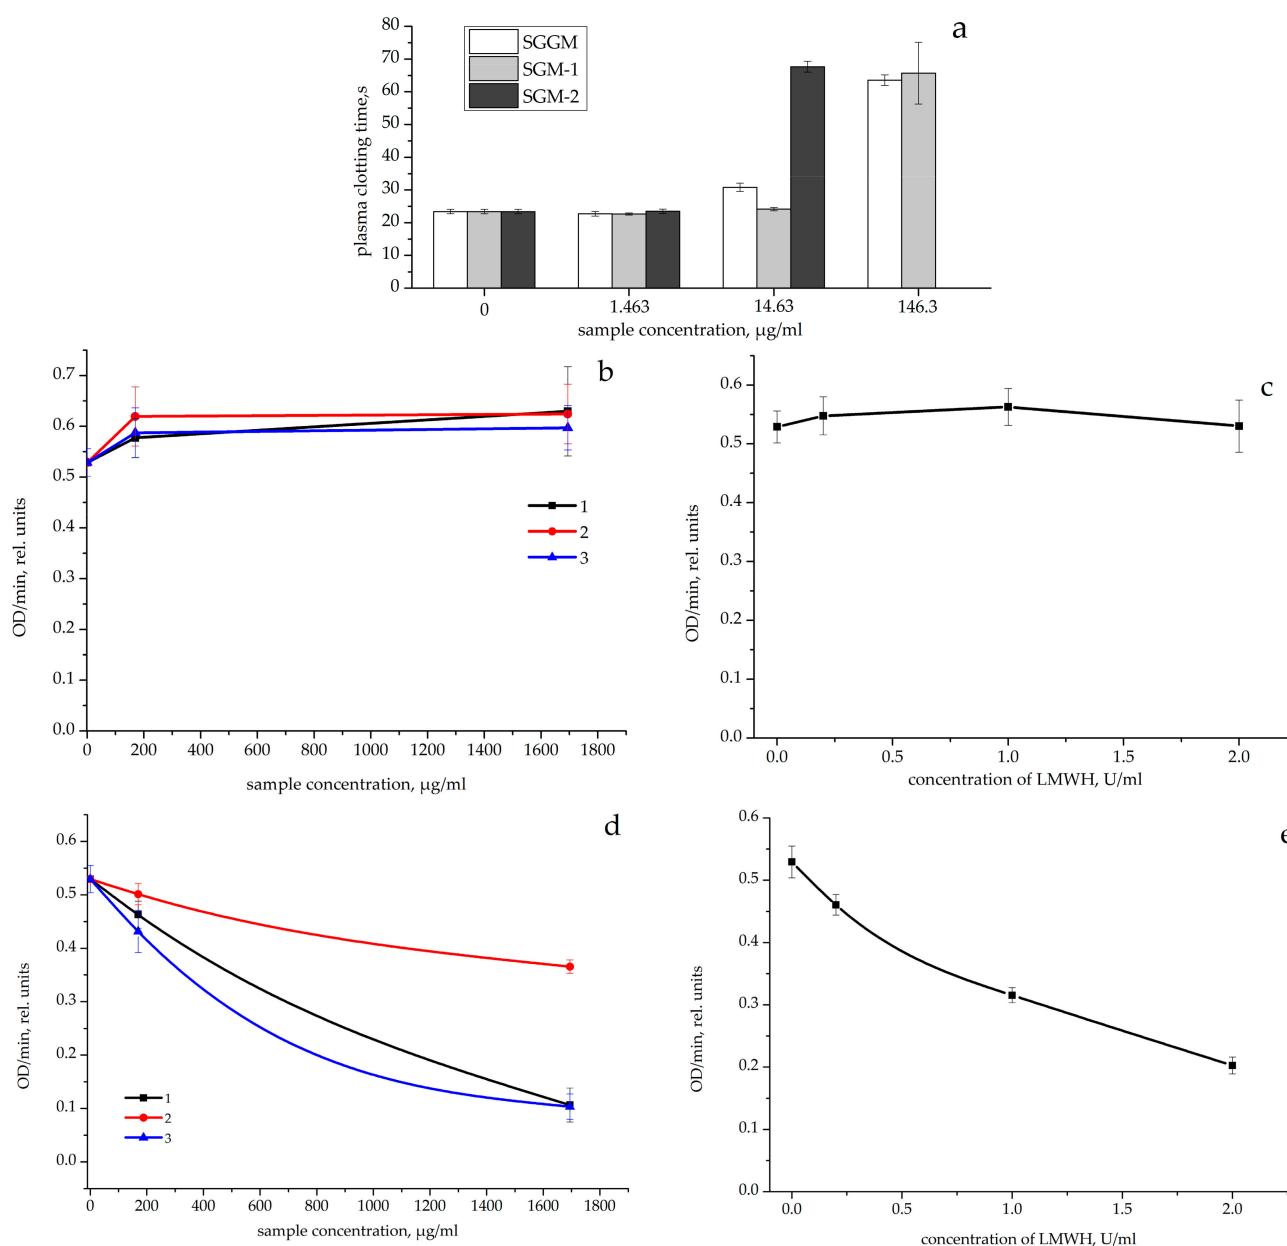 a
SGGM
SGM-1
SGM-2
plasma clotting time,s
80
70
60
50
40
30
20
10
0
0 1.463 14.63 146.3
sample concentration, µg/ml
b
OD/min, rel. units
0.7
0.6
0.5
0.4
0.3
0.2
0.1
0.0
1
2
3
0 200 400 600 800 1000 1200 1400 1600 1800
sample concentration, µg/ml
c
OD/min, rel. units
0.6
0.5
0.4
0.3
0.2
0.1
0.0
0.0 0.5 1.0 1.5 2.0
concentration of LMWH, U/ml
d
OD/min, rel. units
0.6
0.5
0.4
0.3
0.2
0.1
0.0
1
2
3
0 200 400 600 800 1000 1200 1400 1600 1800
sample concentration, µg/ml
e
OD/min, rel. units
0.6
0.5
0.4
0.3
0.2
0.1
0.0
0.0 0.5 1.0 1.5 2.0
concentration of LMWH, U/ml